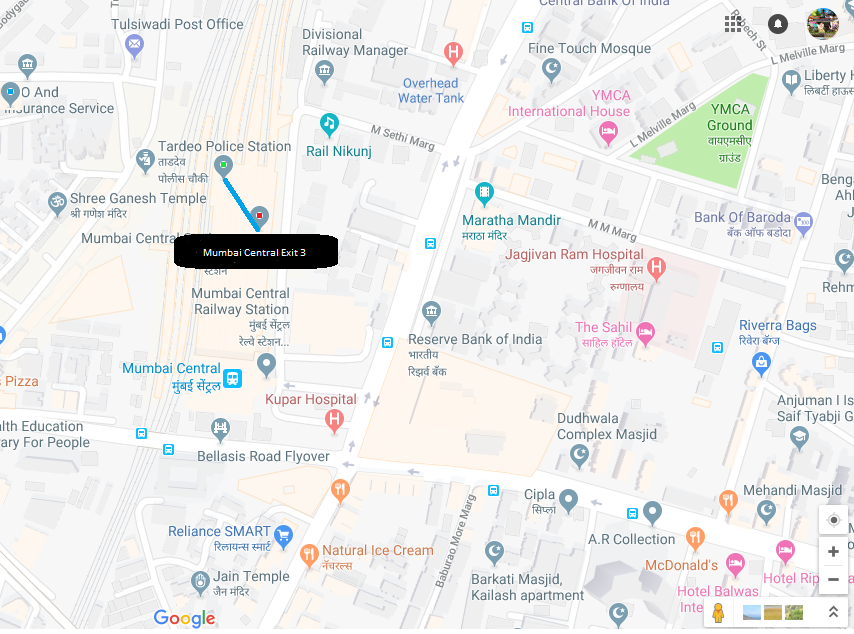 Central Bank Of India
Tulsiwadi Post Office
Divisional
Railway Manager
Fine Touch Mosque
L Melville Marg
Overhead
Water Tank
YMCA
International House
Liberty H
लिबर्टी हाऊस
O And
Insurance Service
YMCA
Ground
वायएमसीए
ग्राउंड
L Melville Marg
M Sethi Marg
Rail Nikunj
Tardeo Police Station
ताडदेव
पोलीस चौकी
Shree Ganesh Temple
श्री गणेश मंदिर
Maratha Mandir
मराठा मंदिर
M M Marg
Bank Of Baroda
बँक ऑफ बडोदा
Mumbai Central
Mumbai Central Exit 3
स्टेशन
Jagjivan Ram Hospital
जगजीवन राम
रुग्णालय
Rehm
Mumbai Central
Railway Station
मुंबई सेंट्रल
रेल्वे स्टेशन...
Reserve Bank of India
भारतीय
रिझर्व बँक
The Sahil
साहिल हॉटेल
Riverra Bags
रिवेरा बॅग्ज
s Pizza
Mumbai Central
मुंबई सेंट्रल
Kupar Hospital
Anjuman I Is
Saif Tyabji G
alth Education
ary For People
Dudhwala
Complex Masjid
Bellasis Road Flyover
Cipla
सिप्ला
Mehandi Masjid
Baburao More Marg
A.R Collection
Reliance SMART
रिलायन्स स्मार्ट
Natural Ice Cream
नॅचरल्स
McDonald's
Jain Temple
जैन मंदिर
Barkati Masjid,
Kailash apartment
Hotel Balwas
Inte
Hotel Rip
Google